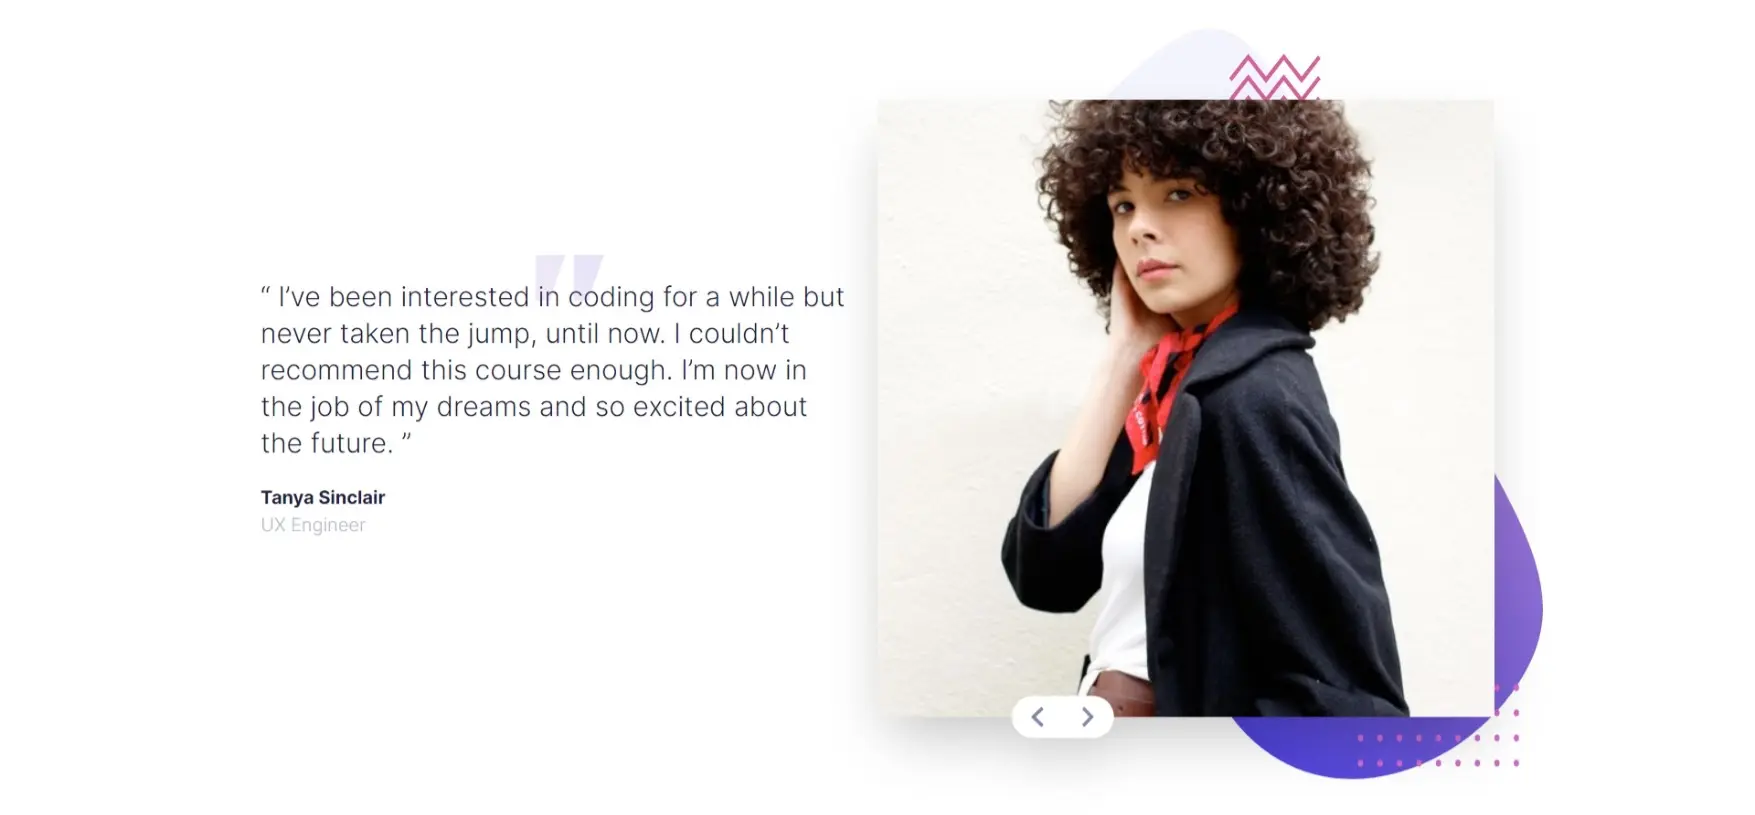 “ I’ve been interested in coding for a while but
never taken the jump, until now. I couldn’t
recommend this course enough. I’m now in
the job of my dreams and so excited about
the future. ”
Tanya Sinclair
UX Engineer